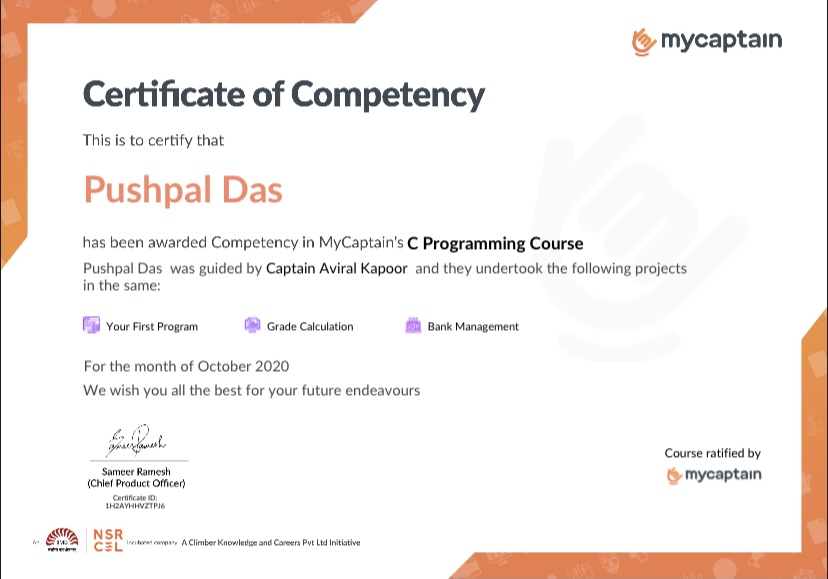 mycaptain
Certificate of Competency
This is to certify that
Pushpal Das
has been awarded Competency in MyCaptain's C Programming Course
Pushpal Das was guided by Captain Aviral Kapoor and they undertook the following projects
in the same:
Your First Program Grade Calculation Bank Management
For the month of October 2020
We wish you all the best for your future endeavours
Sameer Ramesh
(Chief Product Officer)
Certificate ID:
1H2AYHHVZTPJ6
Course ratified by
mycaptain
An
NSR
CEL
Incubated company A Climber Knowledge and Careers Pvt Ltd Initiative